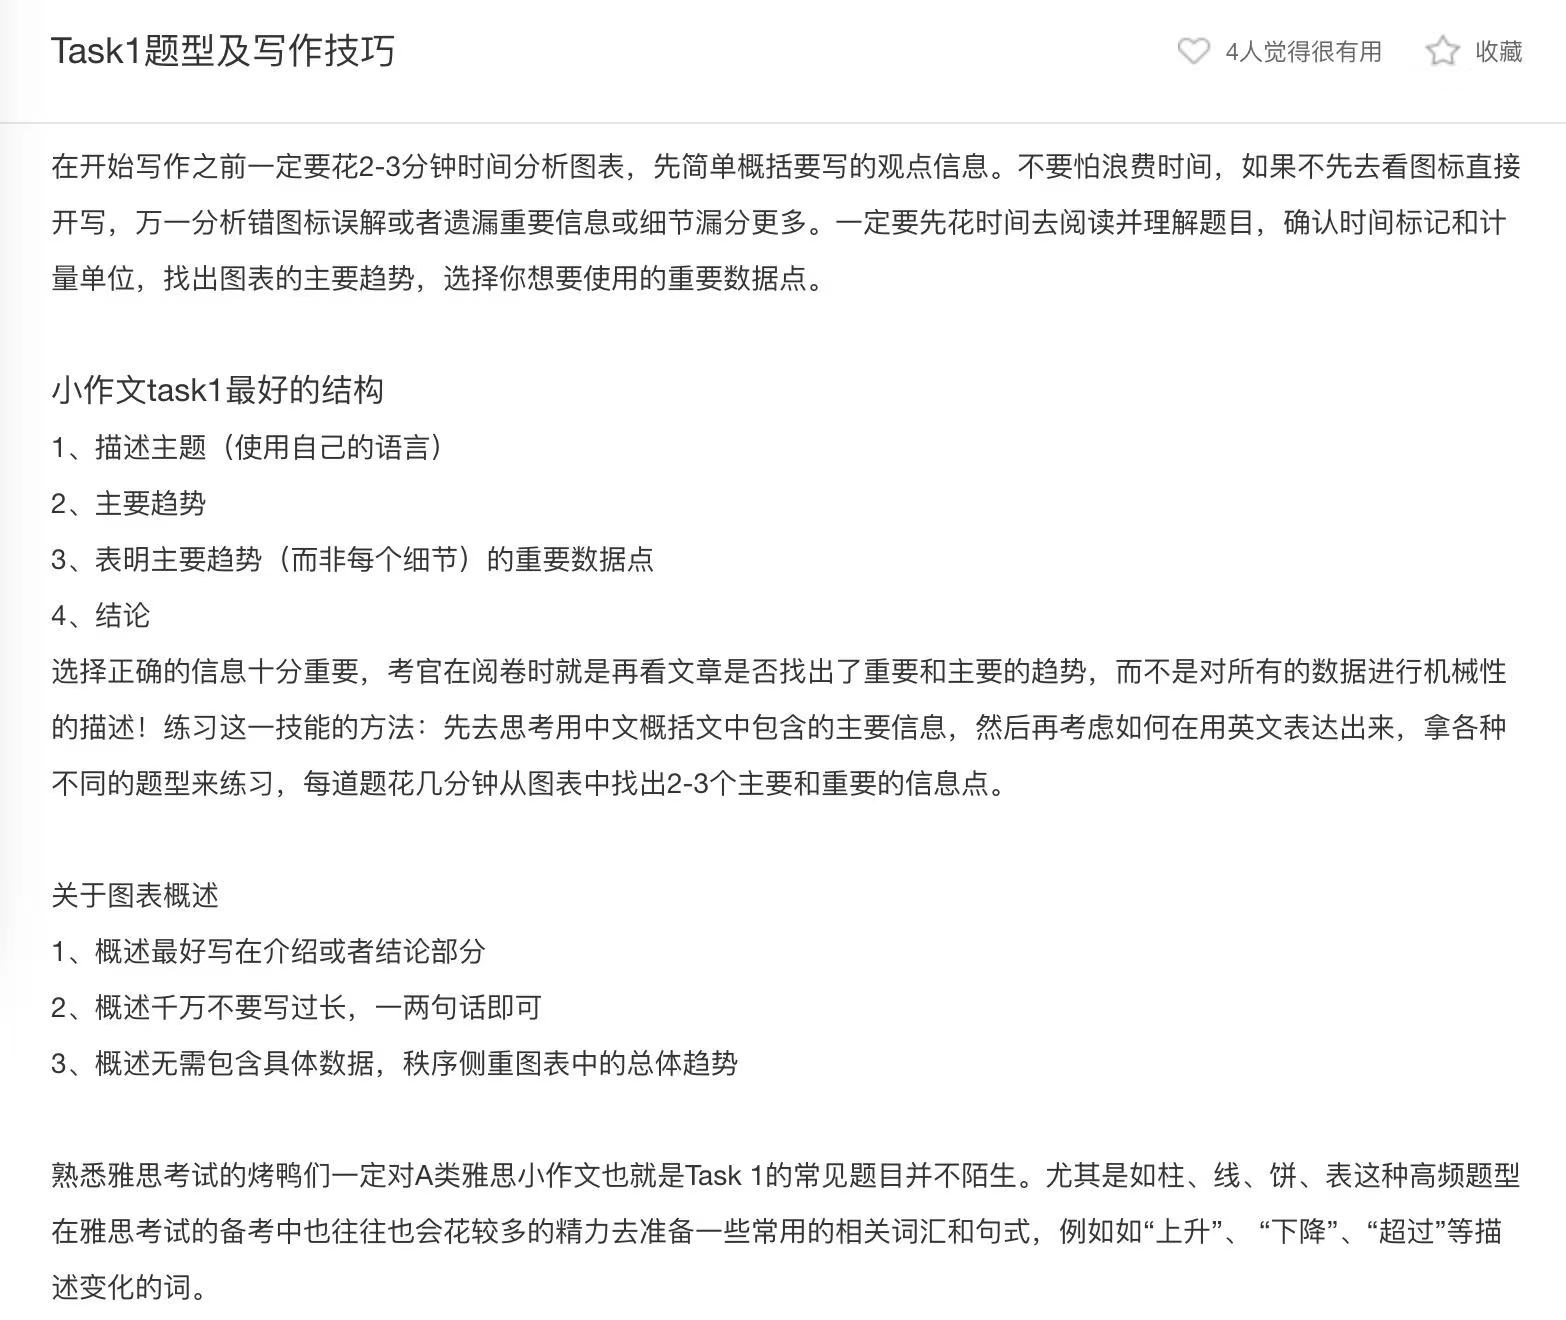 Task1题型及写作技巧
4人觉得很有用 收藏
在开始写作之前一定要花2-3分钟时间分析图表，先简单概括要写的观点信息。不要怕浪费时间，如果不先去看图标直接
开写，万一分析错图标误解或者遗漏重要信息或细节漏分更多。一定要先花时间去阅读并理解题目，确认时间标记和计
量单位，找出图表的主要趋势，选择你想要使用的重要数据点。
小作文task1最好的结构
1、描述主题（使用自己的语言）
2、主要趋势
3、表明主要趋势（而非每个细节）的重要数据点
4、结论
选择正确的信息十分重要，考官在阅卷时就是再看文章是否找出了重要和主要的趋势，而不是对所有的数据进行机械性
的描述！练习这一技能的方法：先去思考用中文概括文中包含的主要信息，然后再考虑如何在用英文表达出来，拿各种
不同的题型来练习，每道题花几分钟从图表中找出2-3个主要和重要的信息点。
关于图表概述
1、概述最好写在介绍或者结论部分
2、概述千万不要写过长，一两句话即可
3、概述无需包含具体数据，秩序侧重图表中的总体趋势
熟悉雅思考试的烤鸭们一定对A类雅思小作文也就是Task 1的常见题目并不陌生。尤其是如柱、线、饼、表这种高频题型
在雅思考试的备考中也往往也会花较多的精力去准备一些常用的相关词汇和句式，例如如“上升”、 “下降”、“超过”等描
述变化的词。